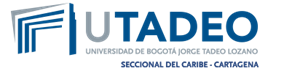 UTADEO
UNIVERSIDAD DE BOGOTÁ JORGE TADEO LOZANO
SECCIONAL DEL CARIBE - CARTAGENA